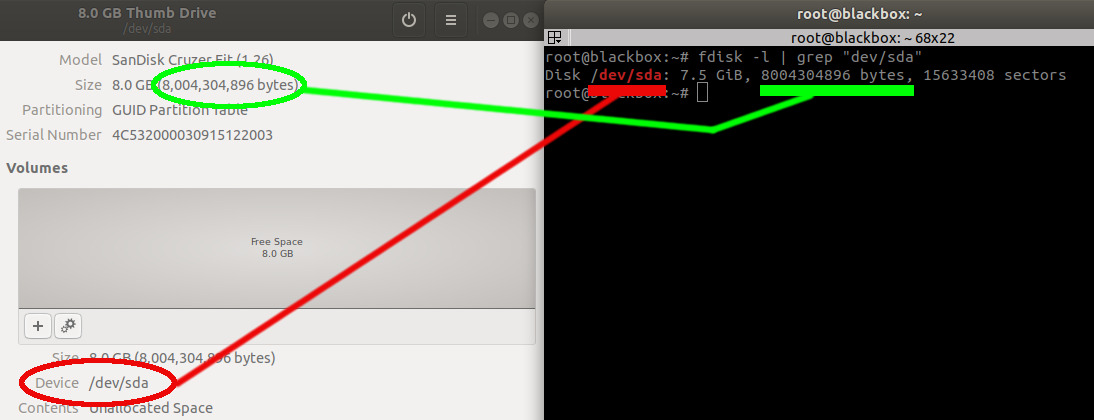 8.0 GB Thumb Drive
/dev/sda
Model SanDisk Cruzer Fit (1.26)
Size 8.0 GB (8,004,304,896 bytes)
Partitioning GUID Partition Table
Serial Number 4C532000030915122003
Volumes
Free Space
8.0 GB
Size 8.0 GB (8,004,304,896 bytes)
Device /dev/sda
Contents Unallocated Space
root@blackbox: ~
root@blackbox: ~ 68x22
root@blackbox:~# fdisk -l | grep "dev/sda"
Disk /dev/sda: 7.5 GiB, 8004304896 bytes, 15633408 sectors
root@blackbox:~#